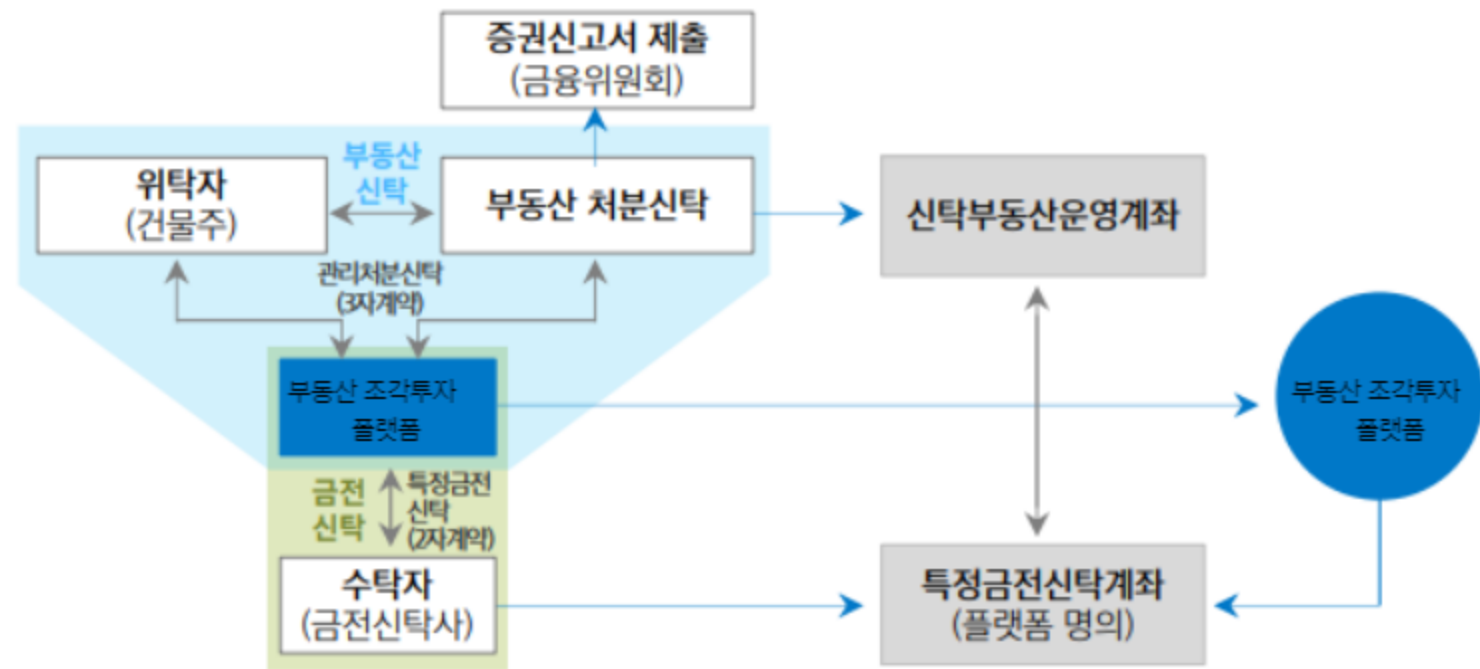 증권신고서 제출
(금융위원회)
위탁자
(건물주)
부동산
신탁
부동산 처분신탁
신탁부동산운영계좌
관리처분신탁
(3자계약)
부동산 조각투자
플랫폼
부동산 조각투자
플랫폼
금전
신탁
특정금전
신탁
(2자계약)
수탁자
(금전신탁사)
특정금전신탁계좌
(플랫폼 명의)